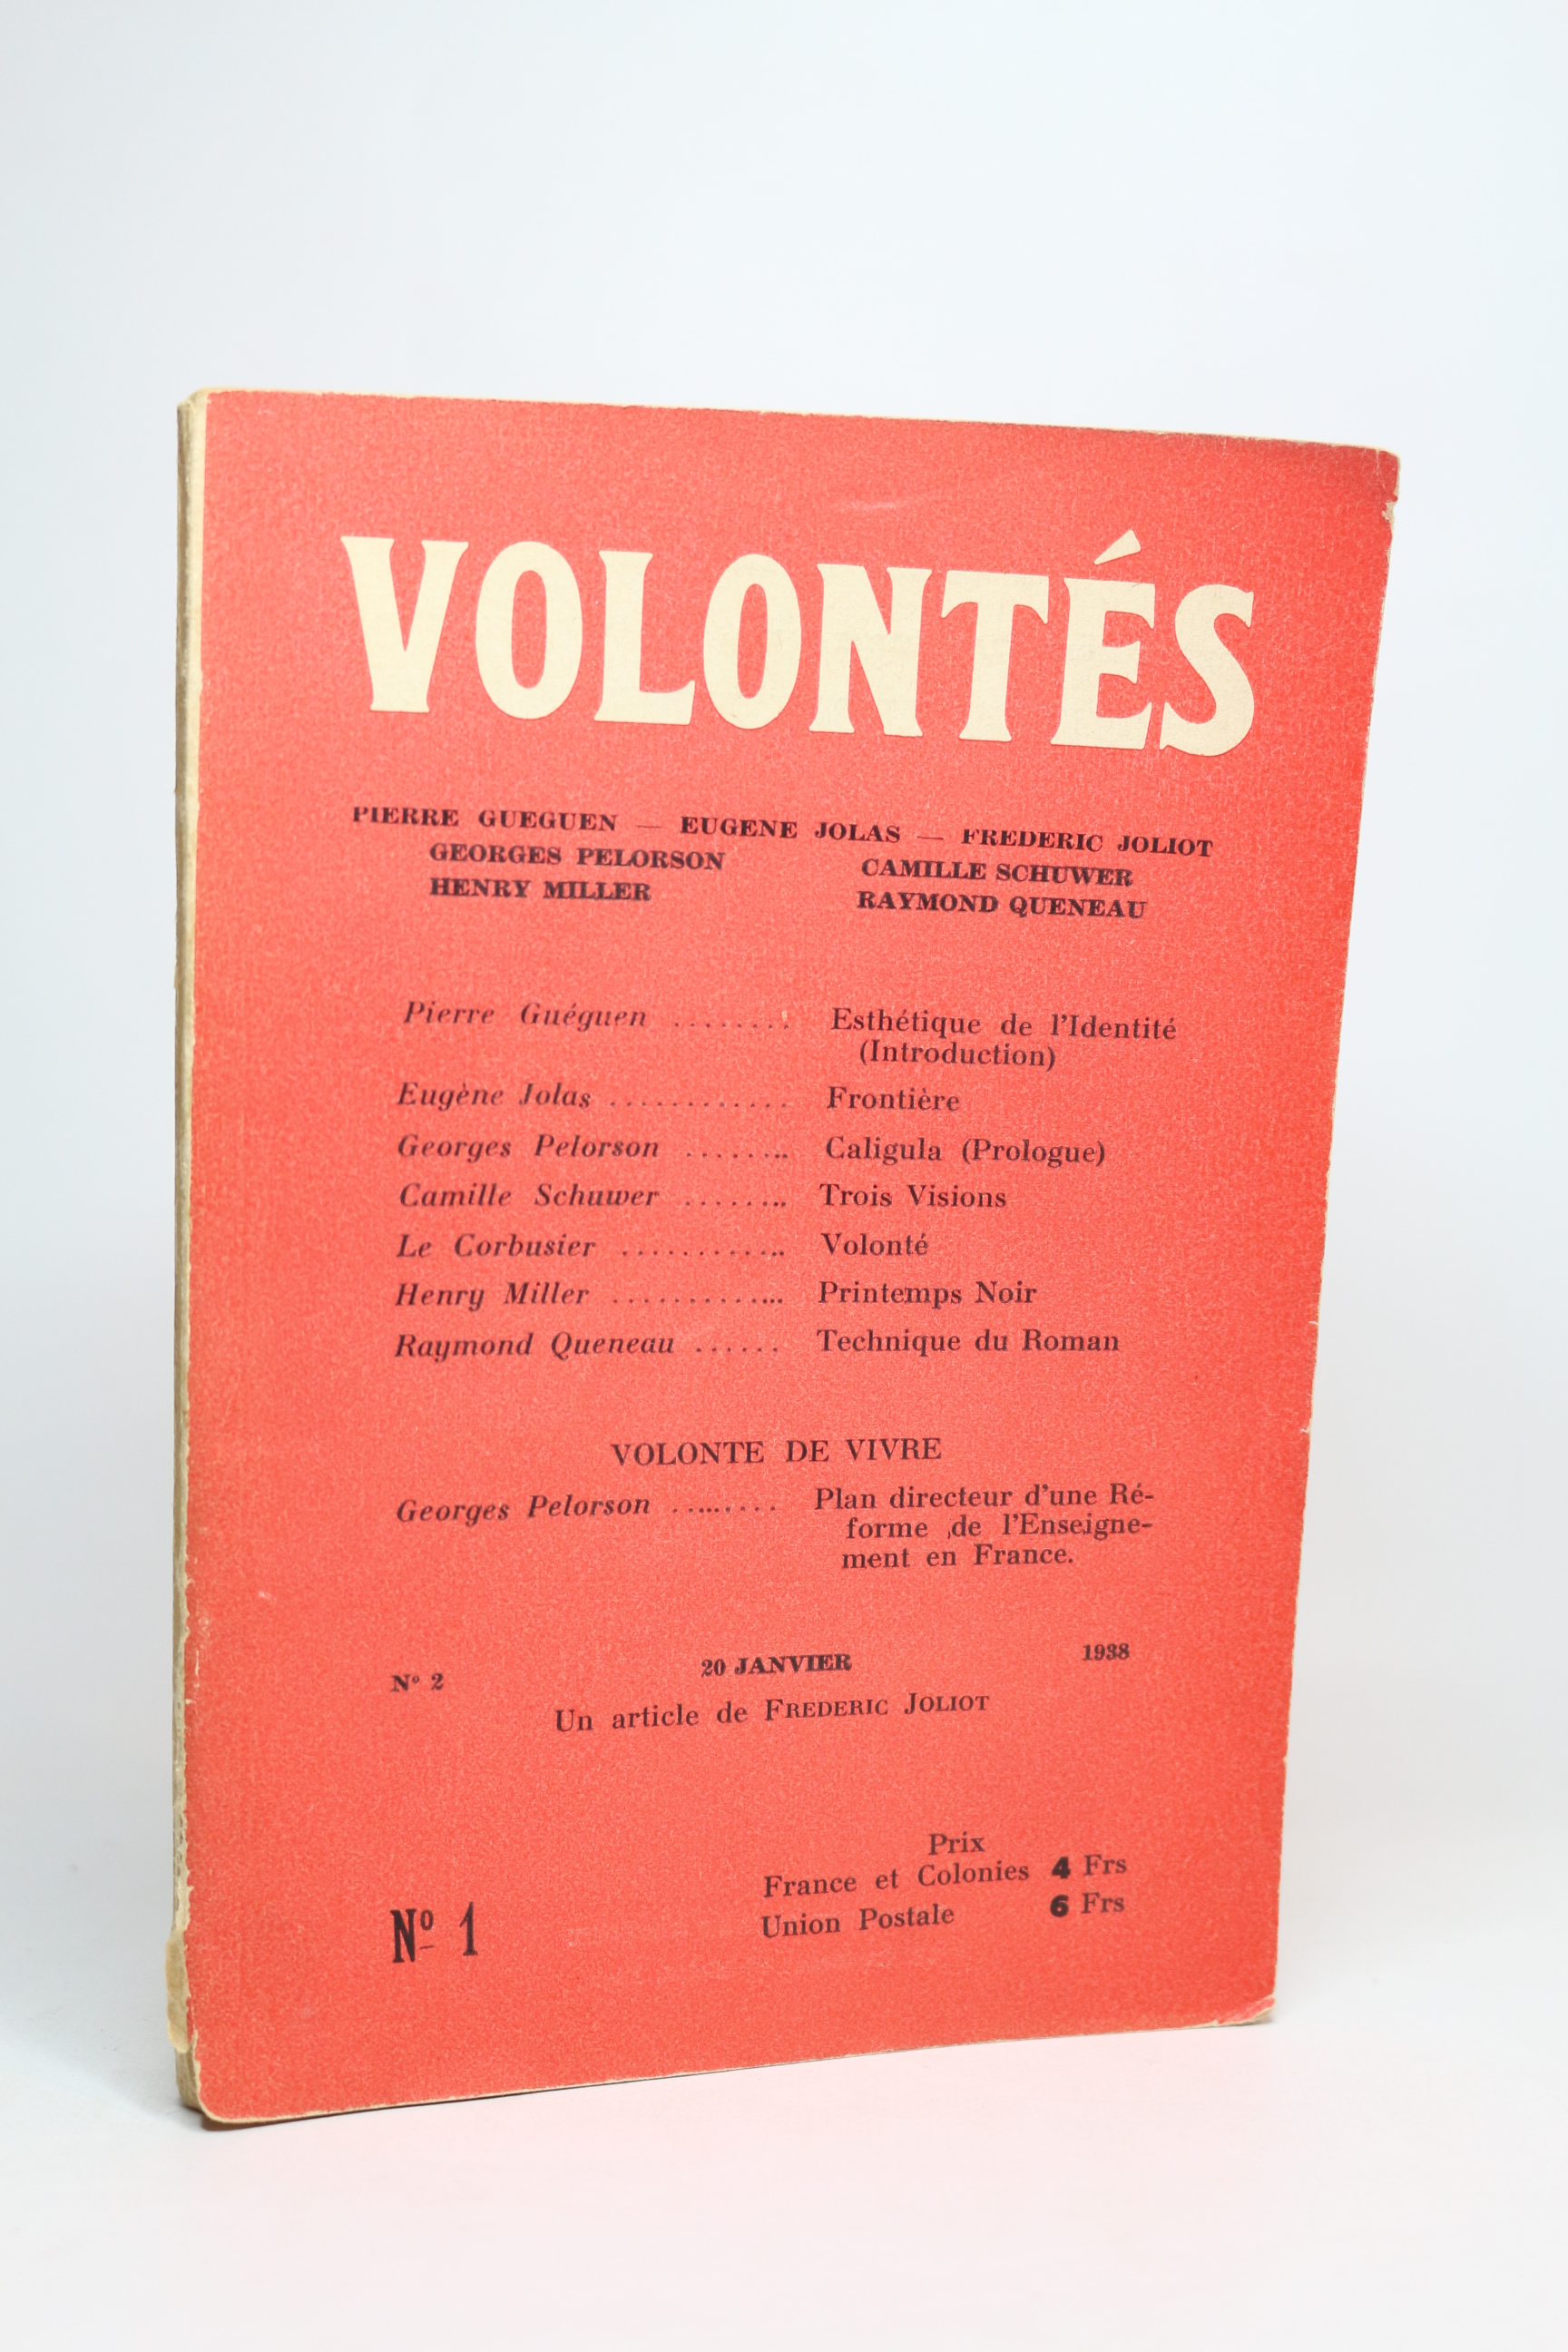 VOLONTÉS
PIERRE GUEGUEN — EUGENE JOLAS — FREDERIC JOLIOT
GEORGES PELORSON CAMILLE SCHUWER
HENRY MILLER RAYMOND QUENEAU
Pierre Guéguen ........ Esthétique de l'Identité
(Introduction)
Eugène Jolas ............ Frontière
Georges Pelorson ........ Caligula (Prologue)
Camille Schuwer ........ Trois Visions
Le Corbusier ............ Volonté
Henry Miller ............ Printemps Noir
Raymond Queneau ...... Technique du Roman
VOLONTE DE VIVRE
Georges Pelorson ........ Plan directeur d'une Ré-
forme de l'Enseigne-
ment en France.
Nº 2 20 JANVIER 1938
Un article de FREDERIC JOLIOT
Prix
France et Colonies 4 Frs
Union Postale 6 Frs
Nº 1